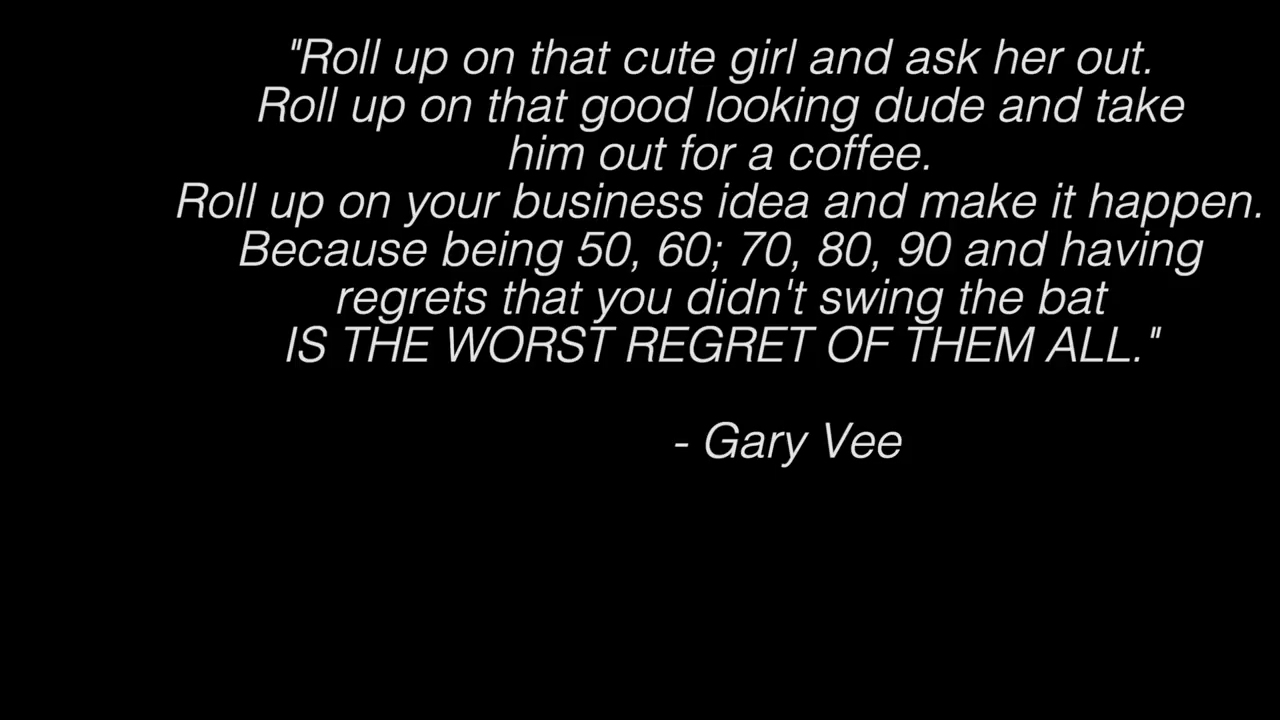 "Roll up on that cute girl and ask her out.
Roll up on that good looking dude and take
him out for a coffee.
Roll up on your business idea and make it happen.
Because being 50, 60; 70, 80, 90 and having
regrets that you didn't swing the bat
IS THE WORST REGRET OF THEM ALL."
- Gary Vee